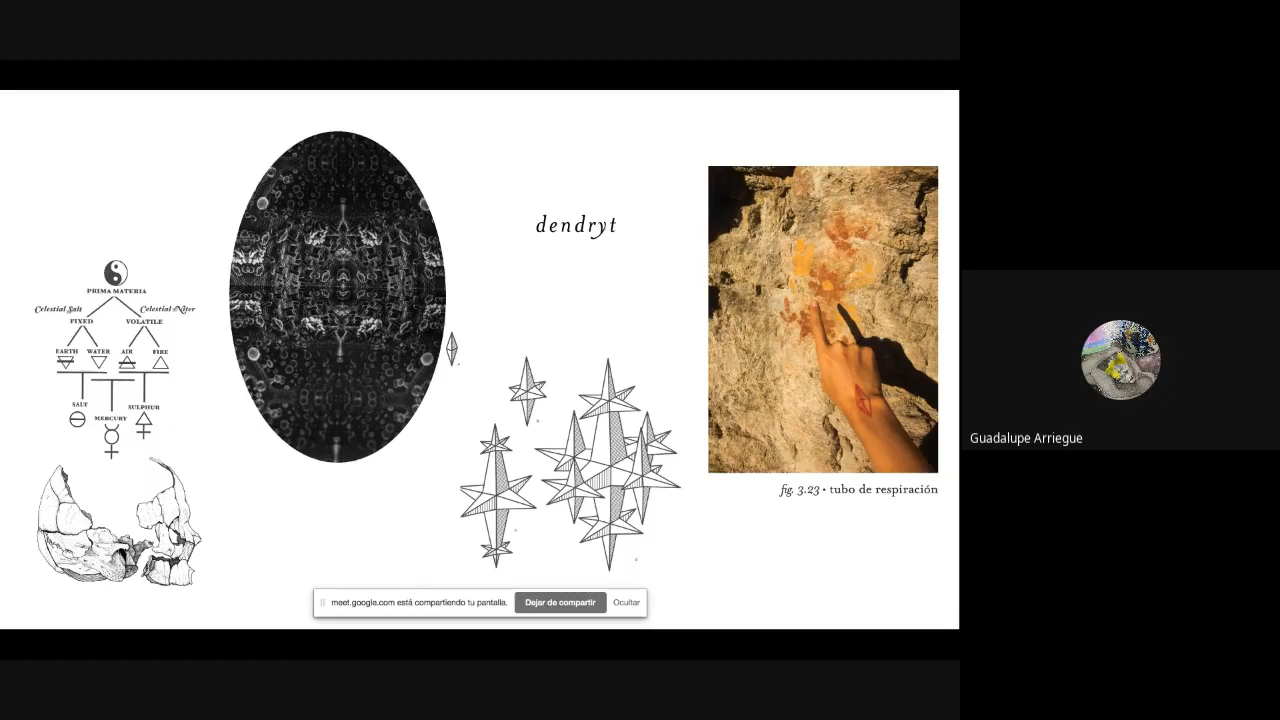 dendryt
PRIMA MATERIA
Celestial Salt
Celestial Niter
FIXED
VOLATILE
EARTH
WATER
AIR
FIRE
SALT
MERCURY
SULPHUR
fig. 3.23 • tubo de respiración
meet.google.com está compartiendo tu pantalla.
Dejar de compartir
Ocultar
Guadalupe Arriegue